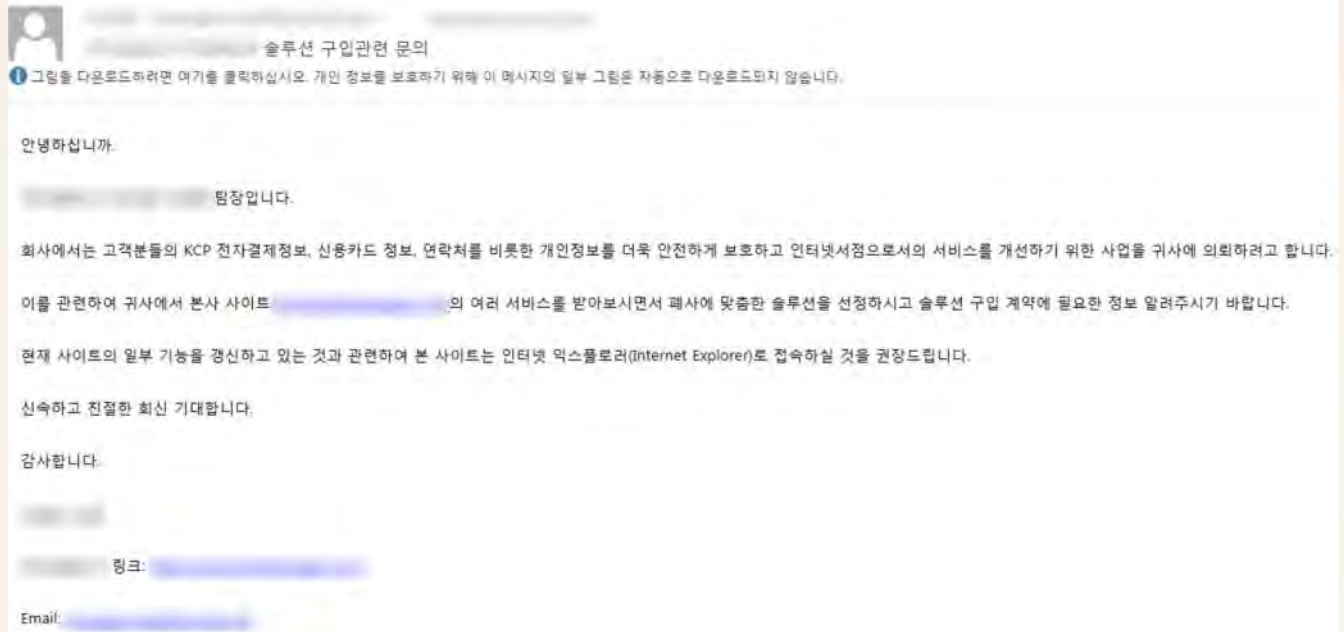 솔루션 구입관련 문의
그림을 다운로드하려면 여기를 클릭하십시오. 개인 정보를 보호하기 위해 이 메시지의 일부 그림은 자동으로 다운로드되지 않습니다.
안녕하십니까.
팀장입니다.
회사에서는 고객분들의 KCP 전자결제정보, 신용카드 정보, 연락처를 비롯한 개인정보를 더욱 안전하게 보호하고 인터넷서점으로서의 서비스를 개선하기 위한 사업을 귀사에 의뢰하려고 합니다.
이를 관련하여 귀사에서 본사 사이트 의 여러 서비스를 받아보시면서 폐사에 맞춤한 솔루션을 선정하시고 솔루션 구입 계약에 필요한 정보 알려주시기 바랍니다.
현재 사이트의 일부 기능을 갱신하고 있는 것과 관련하여 본 사이트는 인터넷 익스플로러(Internet Explorer)로 접속하실 것을 권장드립니다.
신속하고 친절한 회신 기대합니다.
감사합니다.
링크:
Email: